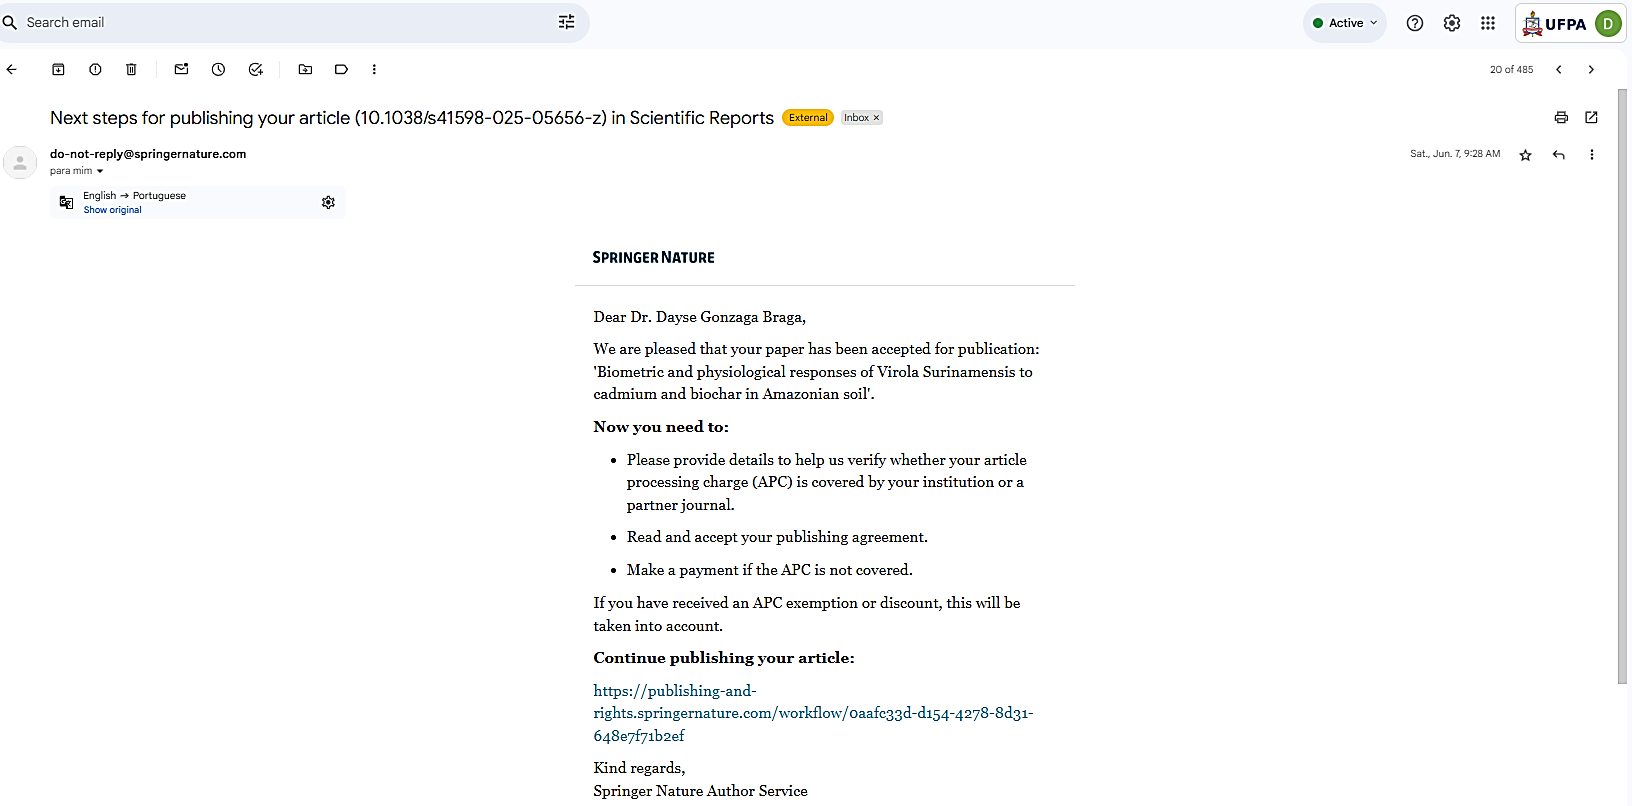 Search email
Active
UFPA
D
20 of 485
Next steps for publishing your article (10.1038/s41598-025-05656-z) in Scientific Reports External Inbox ×
do-not-reply@springernature.com
Sat., Jun. 7, 9:28 AM
para mim
English → Portuguese
Show original
SPRINGER NATURE
Dear Dr. Dayse Gonzaga Braga,
We are pleased that your paper has been accepted for publication:
'Biometric and physiological responses of Virola Surinamensis to
cadmium and biochar in Amazonian soil'.
Now you need to:
• Please provide details to help us verify whether your article
processing charge (APC) is covered by your institution or a
partner journal.
• Read and accept your publishing agreement.
• Make a payment if the APC is not covered.
If you have received an APC exemption or discount, this will be
taken into account.
Continue publishing your article:
https://publishing-and-
rights.springernature.com/workflow/0aafc33d-d154-4278-8d31-
648e7f71b2ef
Kind regards,
Springer Nature Author Service